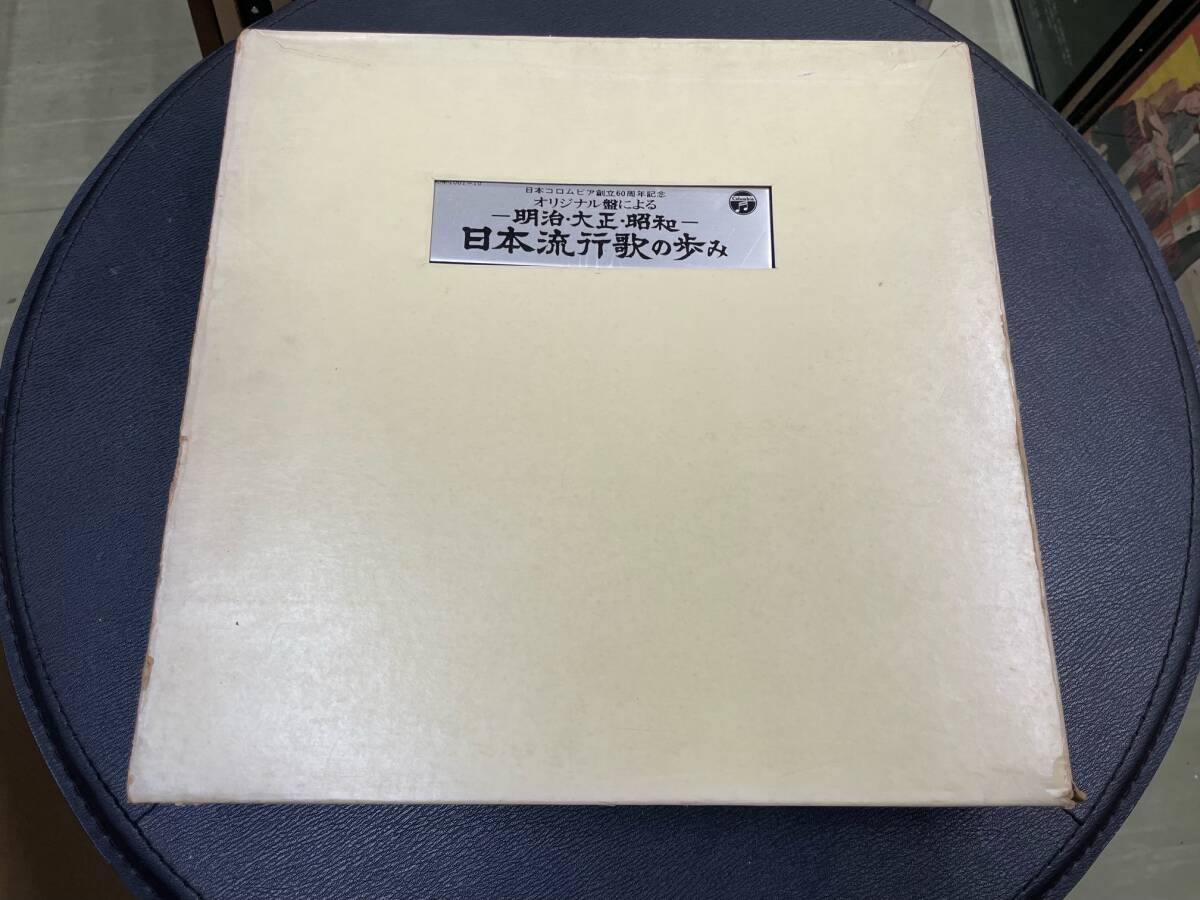 日本コロムビア創立60周年記念
オリジナル盤による
Columbia
—明治・大正・昭和—
日本流行歌の歩み